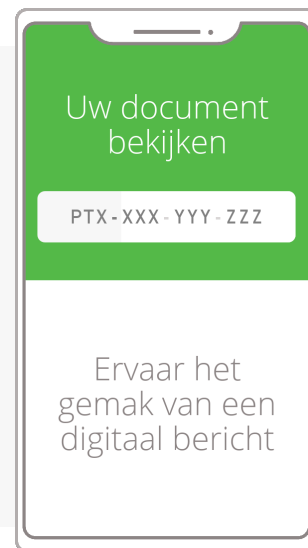 Uw document
bekijken
PTX-XXX-YYY-ZZZ
Ervaar het
gemak van een
digitaal bericht